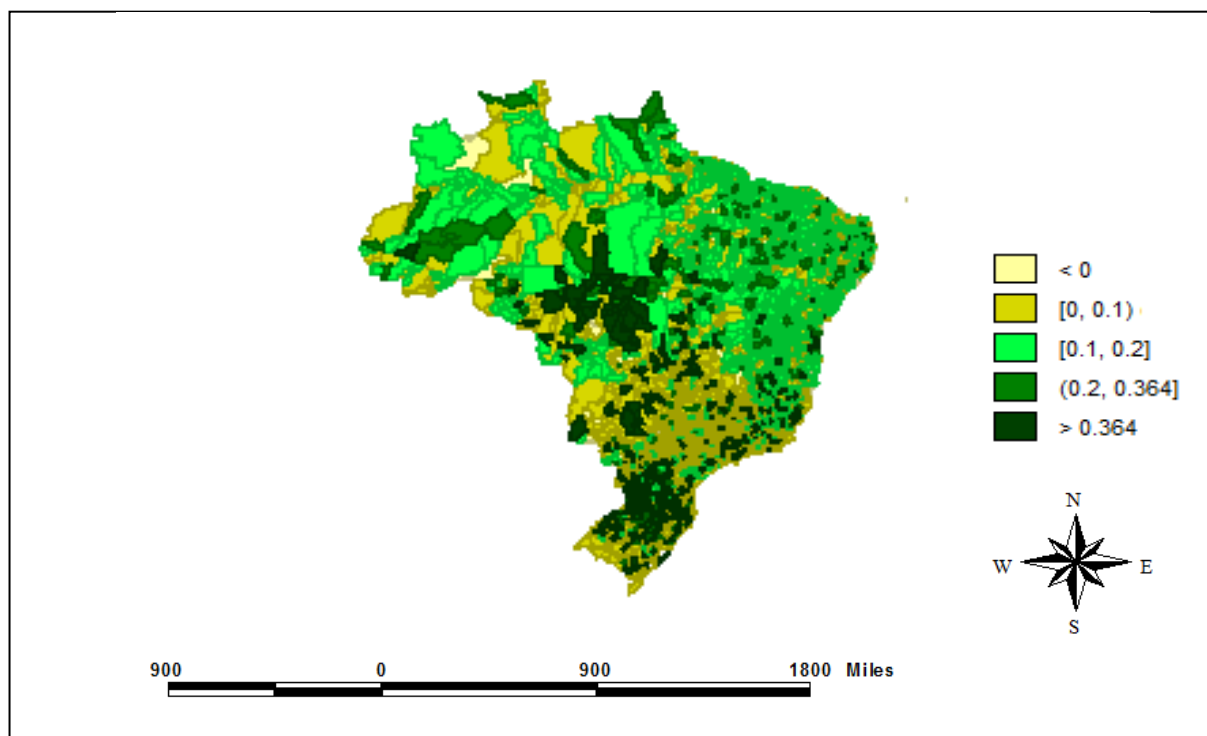 < 0
[0, 0.1)
[0.1, 0.2]
(0.2, 0.364]
> 0.364
N
W E
S
900 0 900 1800 Miles